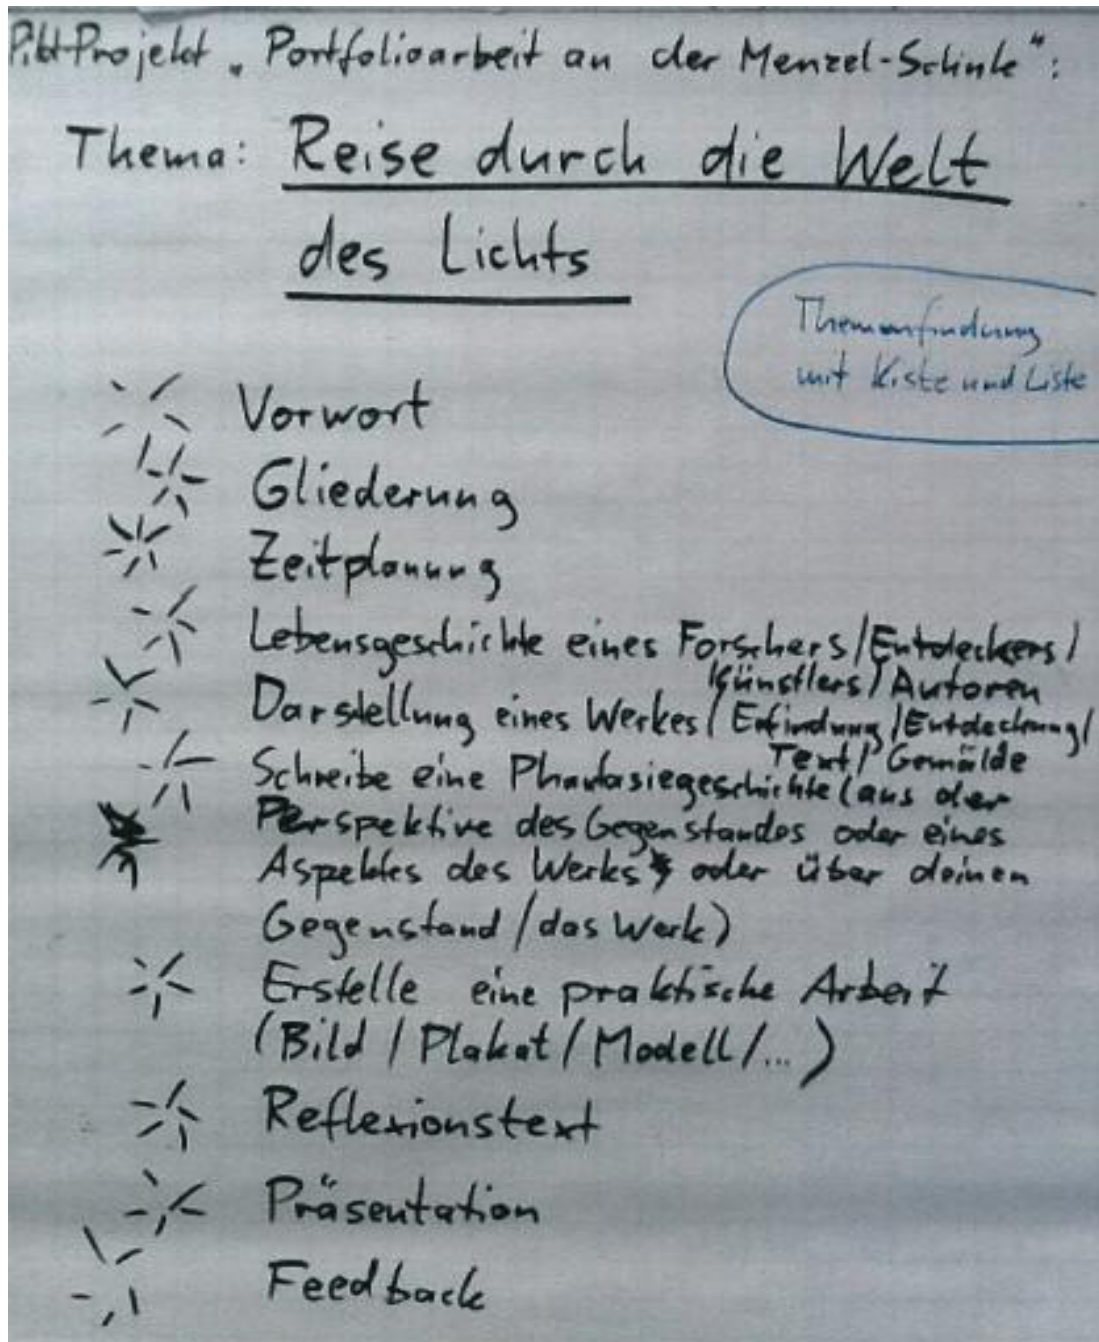 Pilot-Projekt „Portfolioarbeit an der Menzel-Schule":
Thema: Reise durch die Welt
des Lichts
Themenfindung
mit Kiste und Liste
Vorwort
Gliederung
Zeitplanung
Lebensgeschichte eines Forschers/Entdeckers/
Künstlers/Autoren
Darstellung eines Werkes/Erfindung/Entdeckung/
Text/Gemälde
Schreibe eine Phantasiegeschichte (aus der
Perspektive des Gegenstandes oder eines
Aspektes des Werks oder über deinen
Gegenstand/das Werk)
Erstelle eine praktische Arbeit
(Bild/Plakat/Modell/...)
Reflexionstext
Präsentation
Feedback